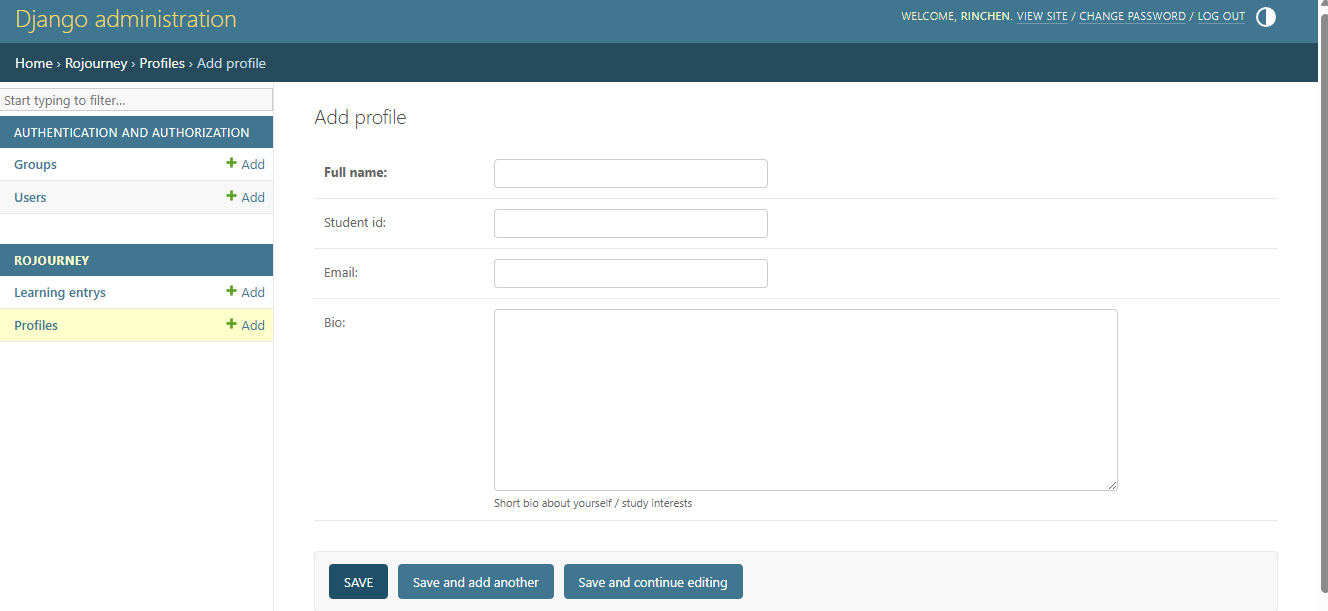 Django administration
WELCOME, RINCHEN. VIEW SITE / CHANGE PASSWORD / LOG OUT
Home › Rojourney › Profiles › Add profile
Start typing to filter...
AUTHENTICATION AND AUTHORIZATION
Groups + Add
Users + Add
ROJOURNEY
Learning entrys + Add
Profiles + Add
Add profile
Full name:
Student id:
Email:
Bio:
Short bio about yourself / study interests
SAVE Save and add another Save and continue editing